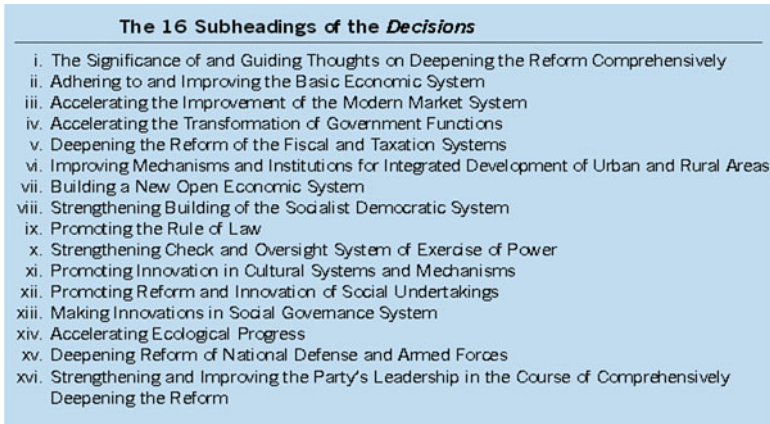 The 16 Subheadings of the Decisions
i. The Significance of and Guiding Thoughts on Deepening the Reform Comprehensively
ii. Adhering to and Improving the Basic Economic System
iii. Accelerating the Improvement of the Modern Market System
iv. Accelerating the Transformation of Government Functions
v. Deepening the Reform of the Fiscal and Taxation Systems
vi. Improving Mechanisms and Institutions for Integrated Development of Urban and Rural Areas
vii. Building a New Open Economic System
viii. Strengthening Building of the Socialist Democratic System
ix. Promoting the Rule of Law
x. Strengthening Check and Oversight System of Exercise of Power
xi. Promoting Innovation in Cultural Systems and Mechanisms
xii. Promoting Reform and Innovation of Social Undertakings
xiii. Making Innovations in Social Governance System
xiv. Accelerating Ecological Progress
xv. Deepening Reform of National Defense and Armed Forces
xvi. Strengthening and Improving the Party's Leadership in the Course of Comprehensively
Deepening the Reform